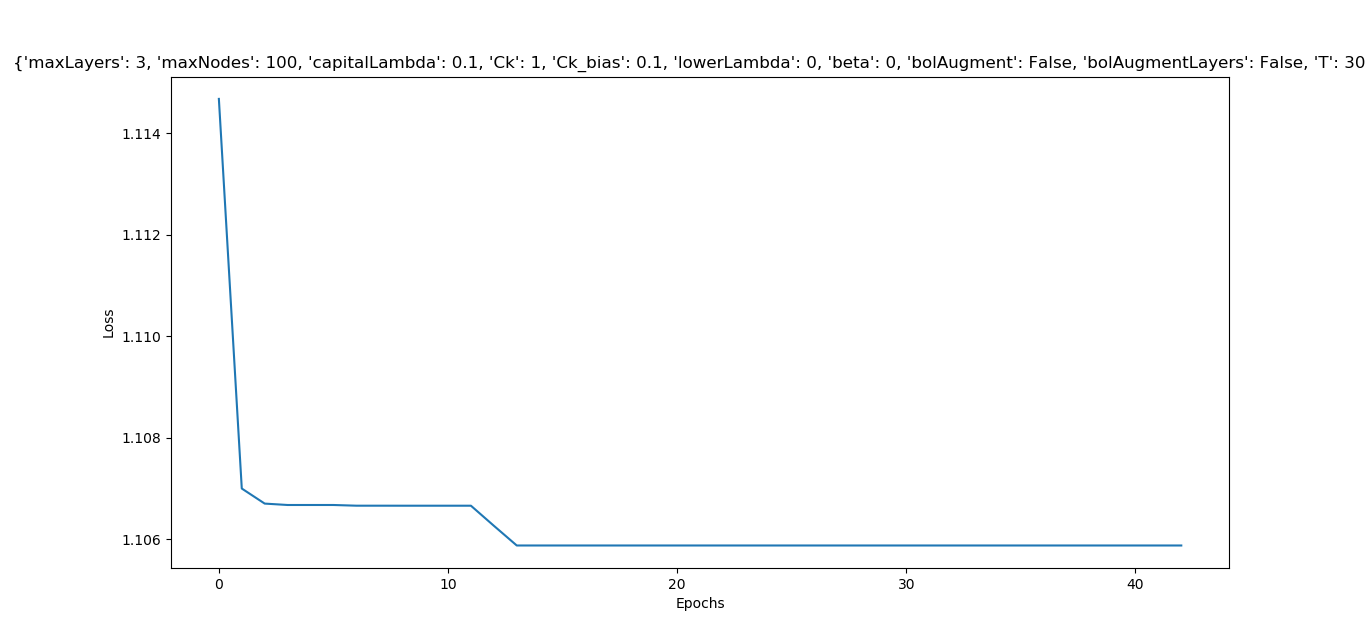 {'maxLayers': 3, 'maxNodes': 100, 'capitalLambda': 0.1, 'Ck': 1, 'Ck_bias': 0.1, 'lowerLambda': 0, 'beta': 0, 'bolAugment': False, 'bolAugmentLayers': False, 'T': 30
1.114
1.112
1.110
1.108
1.106
Loss
0 10 20 30 40
Epochs